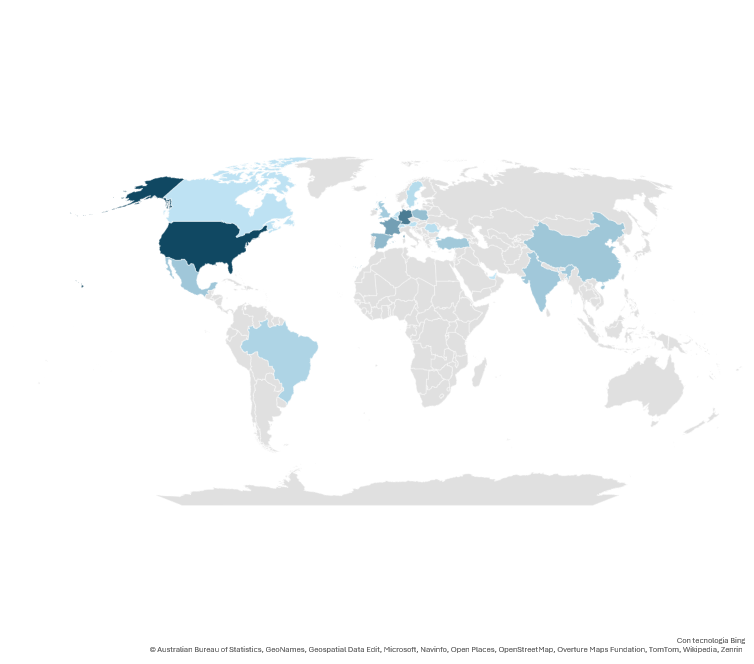 Con tecnologia Bing
© Australian Bureau of Statistics, GeoNames, Geospatial Data Edit, Microsoft, Navinfo, Open Places, OpenStreetMap, Overture Maps Fundation, TomTom, Wikipedia, Zenrin